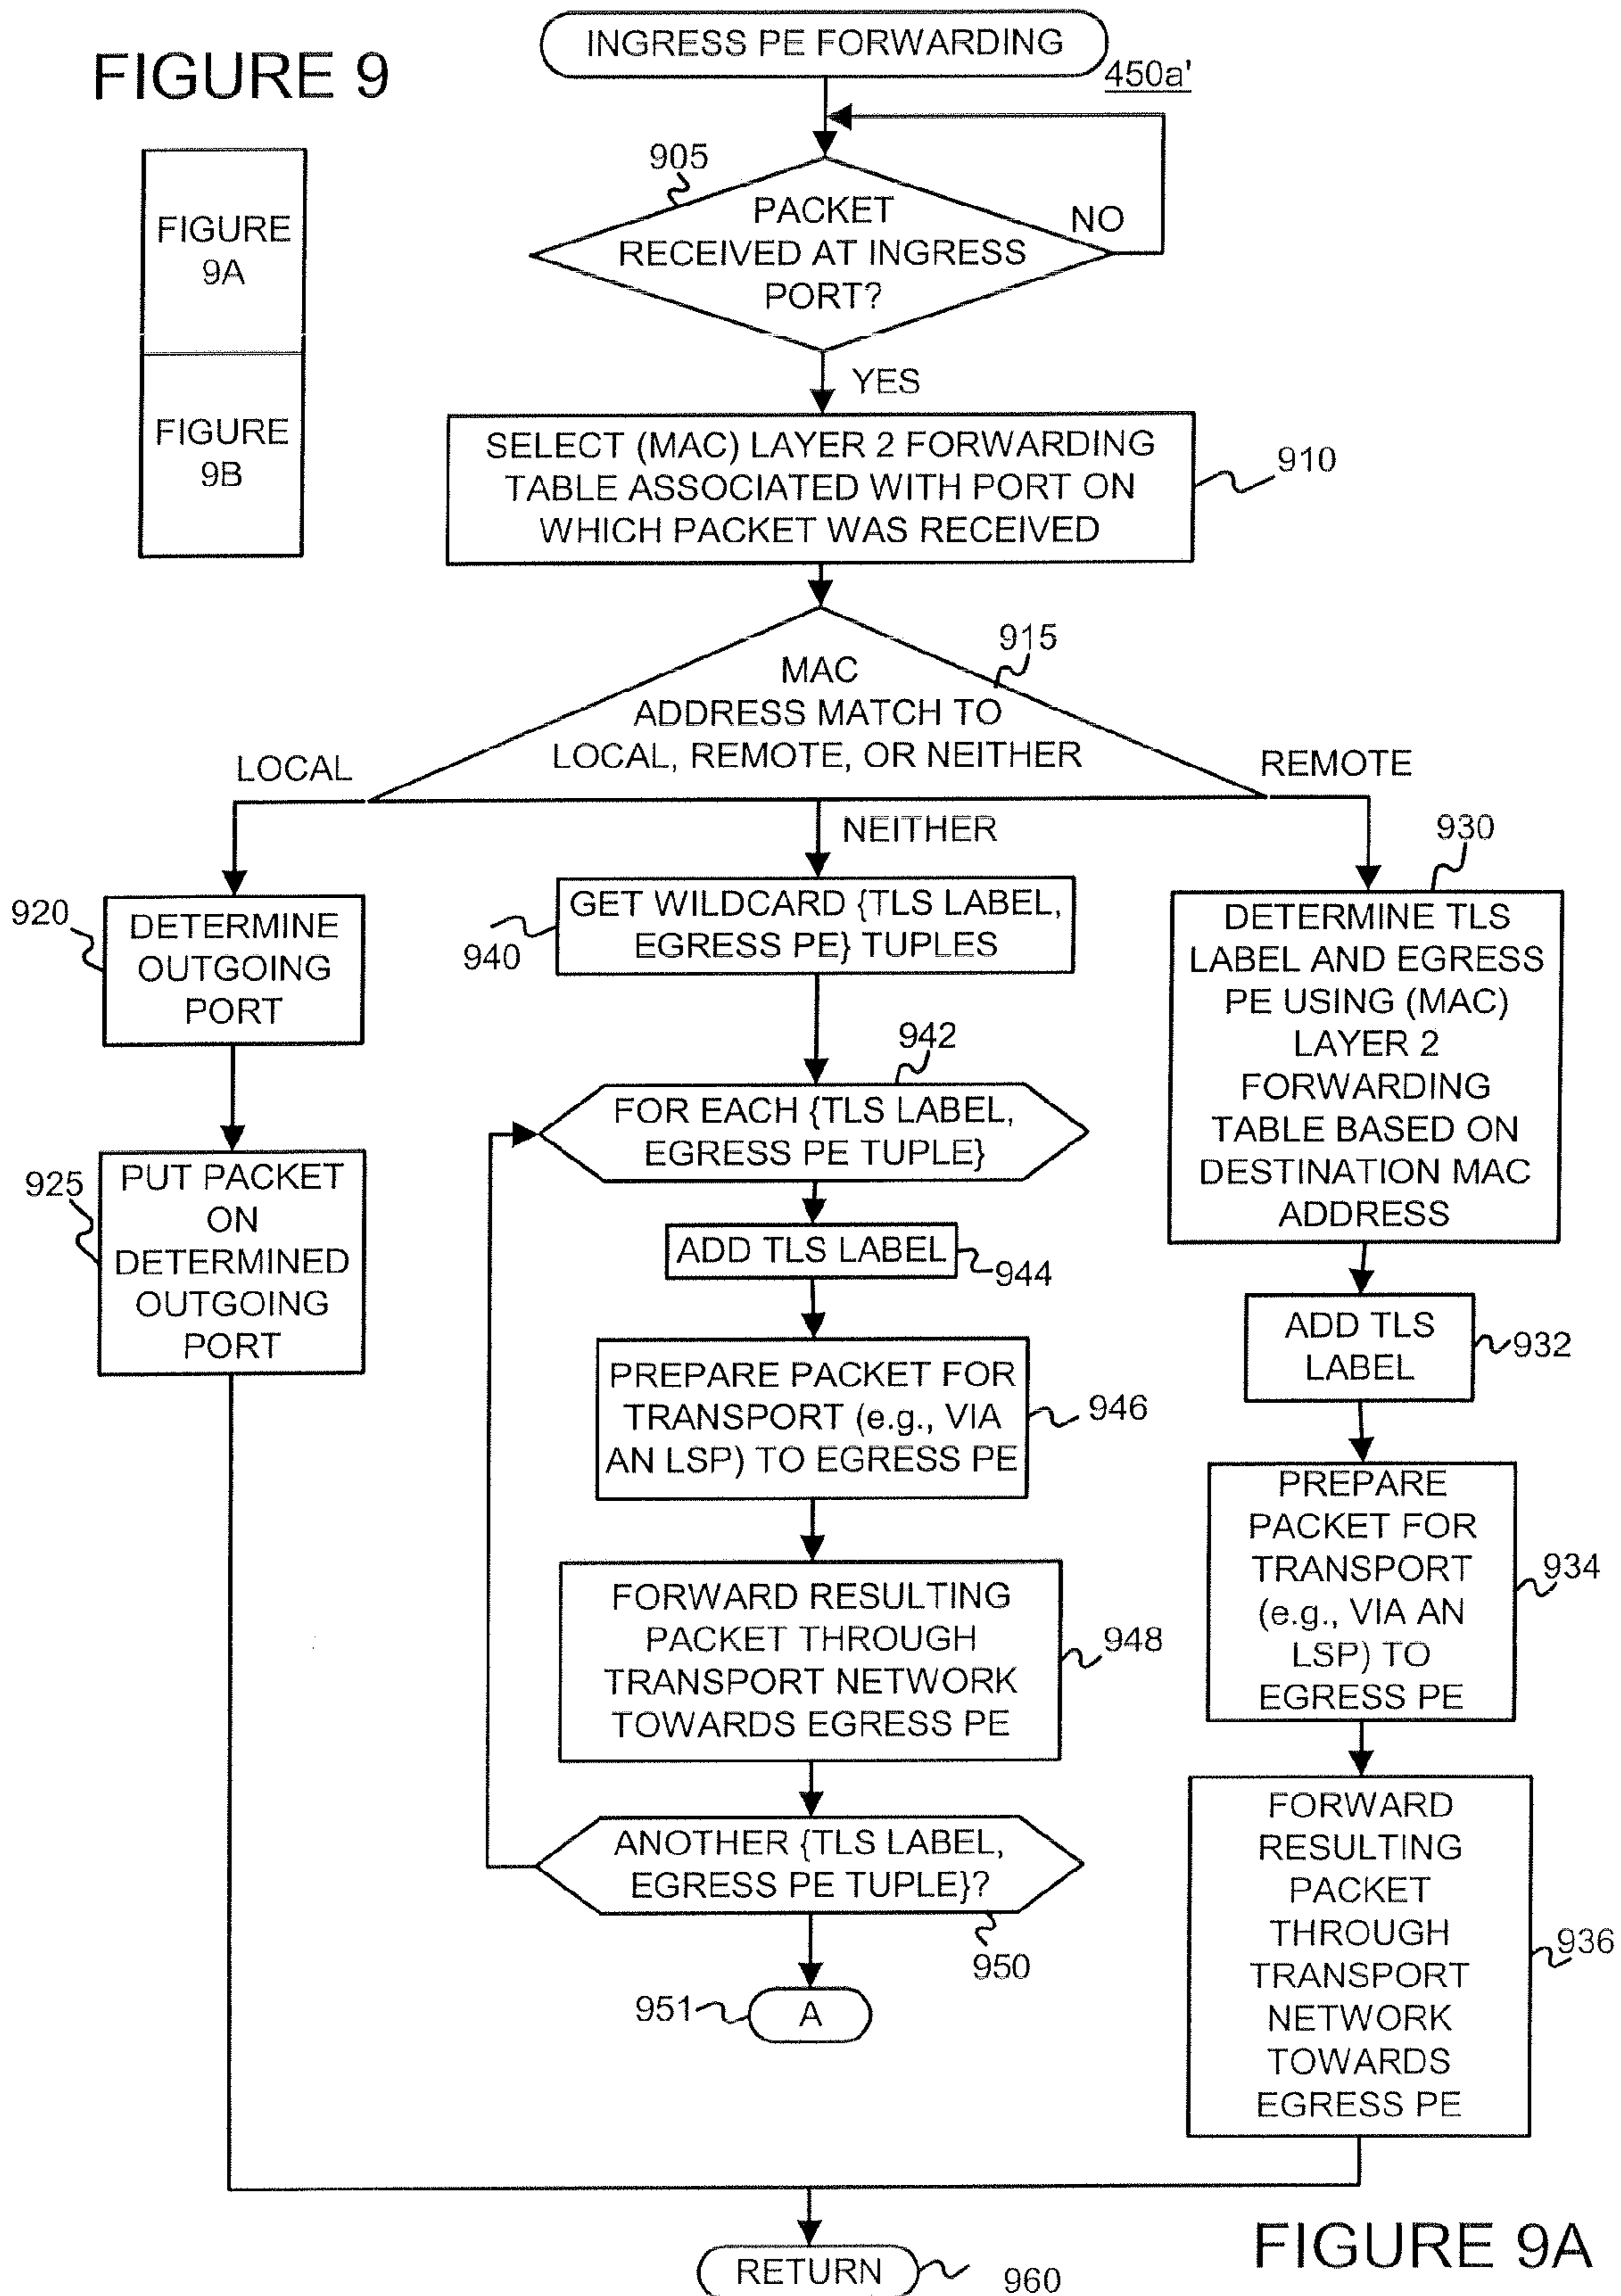 FIGURE 9
INGRESS PE FORWARDING
450a'
FIGURE
9A
FIGURE
9B
905
PACKET
RECEIVED AT INGRESS
PORT?
NO
YES
SELECT (MAC) LAYER 2 FORWARDING
TABLE ASSOCIATED WITH PORT ON
WHICH PACKET WAS RECEIVED
910
915
MAC
ADDRESS MATCH TO
LOCAL, REMOTE, OR NEITHER
LOCAL
NEITHER
REMOTE
920
DETERMINE
OUTGOING
PORT
925
PUT PACKET
ON
DETERMINED
OUTGOING
PORT
940
GET WILDCARD {TLS LABEL,
EGRESS PE} TUPLES
942
FOR EACH {TLS LABEL,
EGRESS PE TUPLE}
ADD TLS LABEL
944
PREPARE PACKET FOR
TRANSPORT (e.g., VIA
AN LSP) TO EGRESS PE
946
FORWARD RESULTING
PACKET THROUGH
TRANSPORT NETWORK
TOWARDS EGRESS PE
948
ANOTHER {TLS LABEL,
EGRESS PE TUPLE}?
950
951
A
930
DETERMINE TLS
LABEL AND EGRESS
PE USING (MAC)
LAYER 2
FORWARDING
TABLE BASED ON
DESTINATION MAC
ADDRESS
ADD TLS
LABEL
932
PREPARE
PACKET FOR
TRANSPORT
(e.g., VIA AN
LSP) TO
EGRESS PE
934
FORWARD
RESULTING
PACKET
THROUGH
TRANSPORT
NETWORK
TOWARDS
EGRESS PE
936
RETURN
960
FIGURE 9A